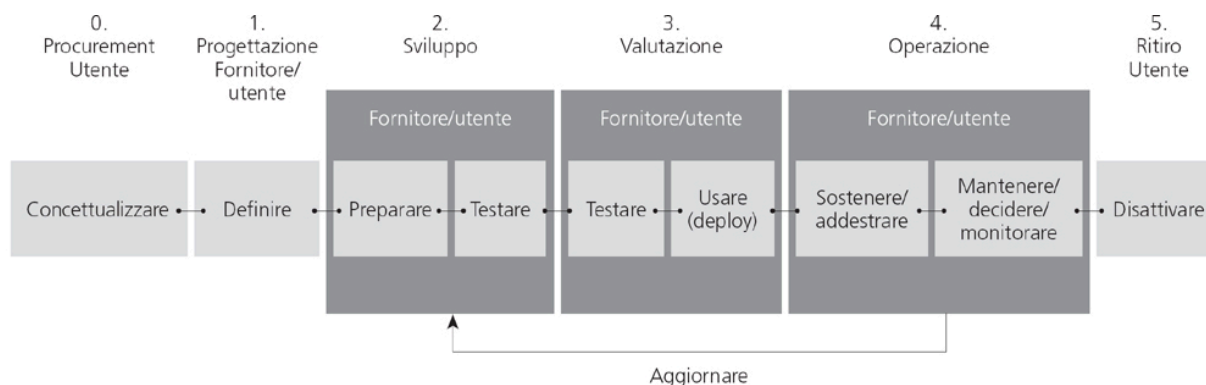 0.
Procurement
Utente
1.
Progettazione
Fornitore/
utente
2.
Sviluppo
3.
Valutazione
4.
Operazione
5.
Ritiro
Utente
Fornitore/utente
Fornitore/utente
Fornitore/utente
Concettualizzare
Definire
Preparare
Testare
Testare
Usare
(deploy)
Sostenere/
addestrare
Mantenere/
decidere/
monitorare
Disattivare
Aggiornare